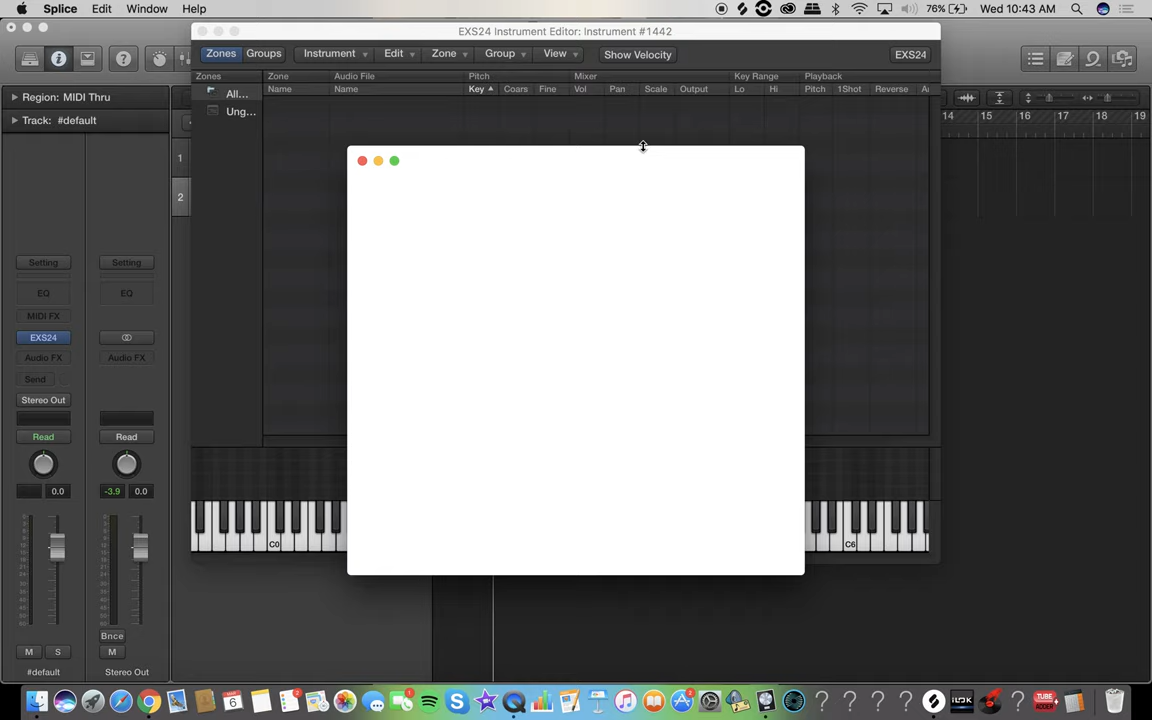 Splice Edit Window Help
76% Wed 10:43 AM
EXS24 Instrument Editor: Instrument #1442
Zones Groups Instrument Edit Zone Group View Show Velocity EXS24
Zones Zone Audio File Pitch Mixer Key Range Playback
Name Name Key Coars Fine Vol Pan Scale Output Lo Hi Pitch 1Shot Reverse
All...
Ung...
Region: MIDI Thru
Track: #default
14 15 16 17 18 19
1
2
Setting Setting
EQ EQ
MIDI FX
EXS24
Audio FX Audio FX
Send
Stereo Out
Read Read
0.0 -3.9 0.0
C0 C6
Bnce
M S M
#default Stereo Out